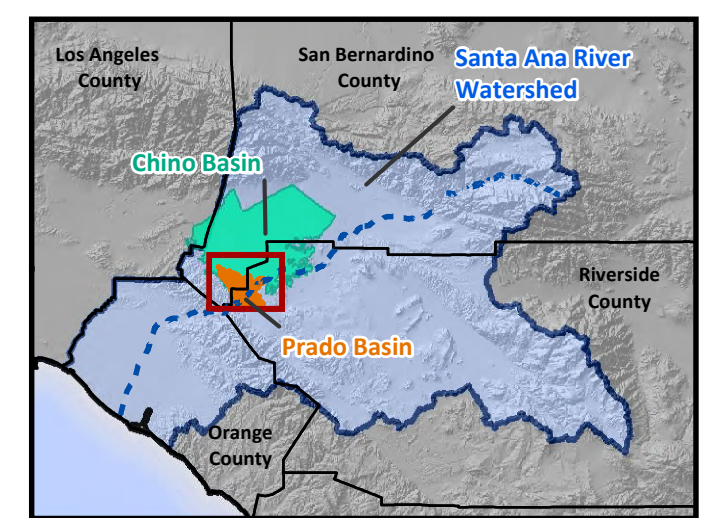 Los Angeles
County
San Bernardino
County
Santa Ana River
Watershed
Chino Basin
Riverside
County
Prado Basin
Orange
County